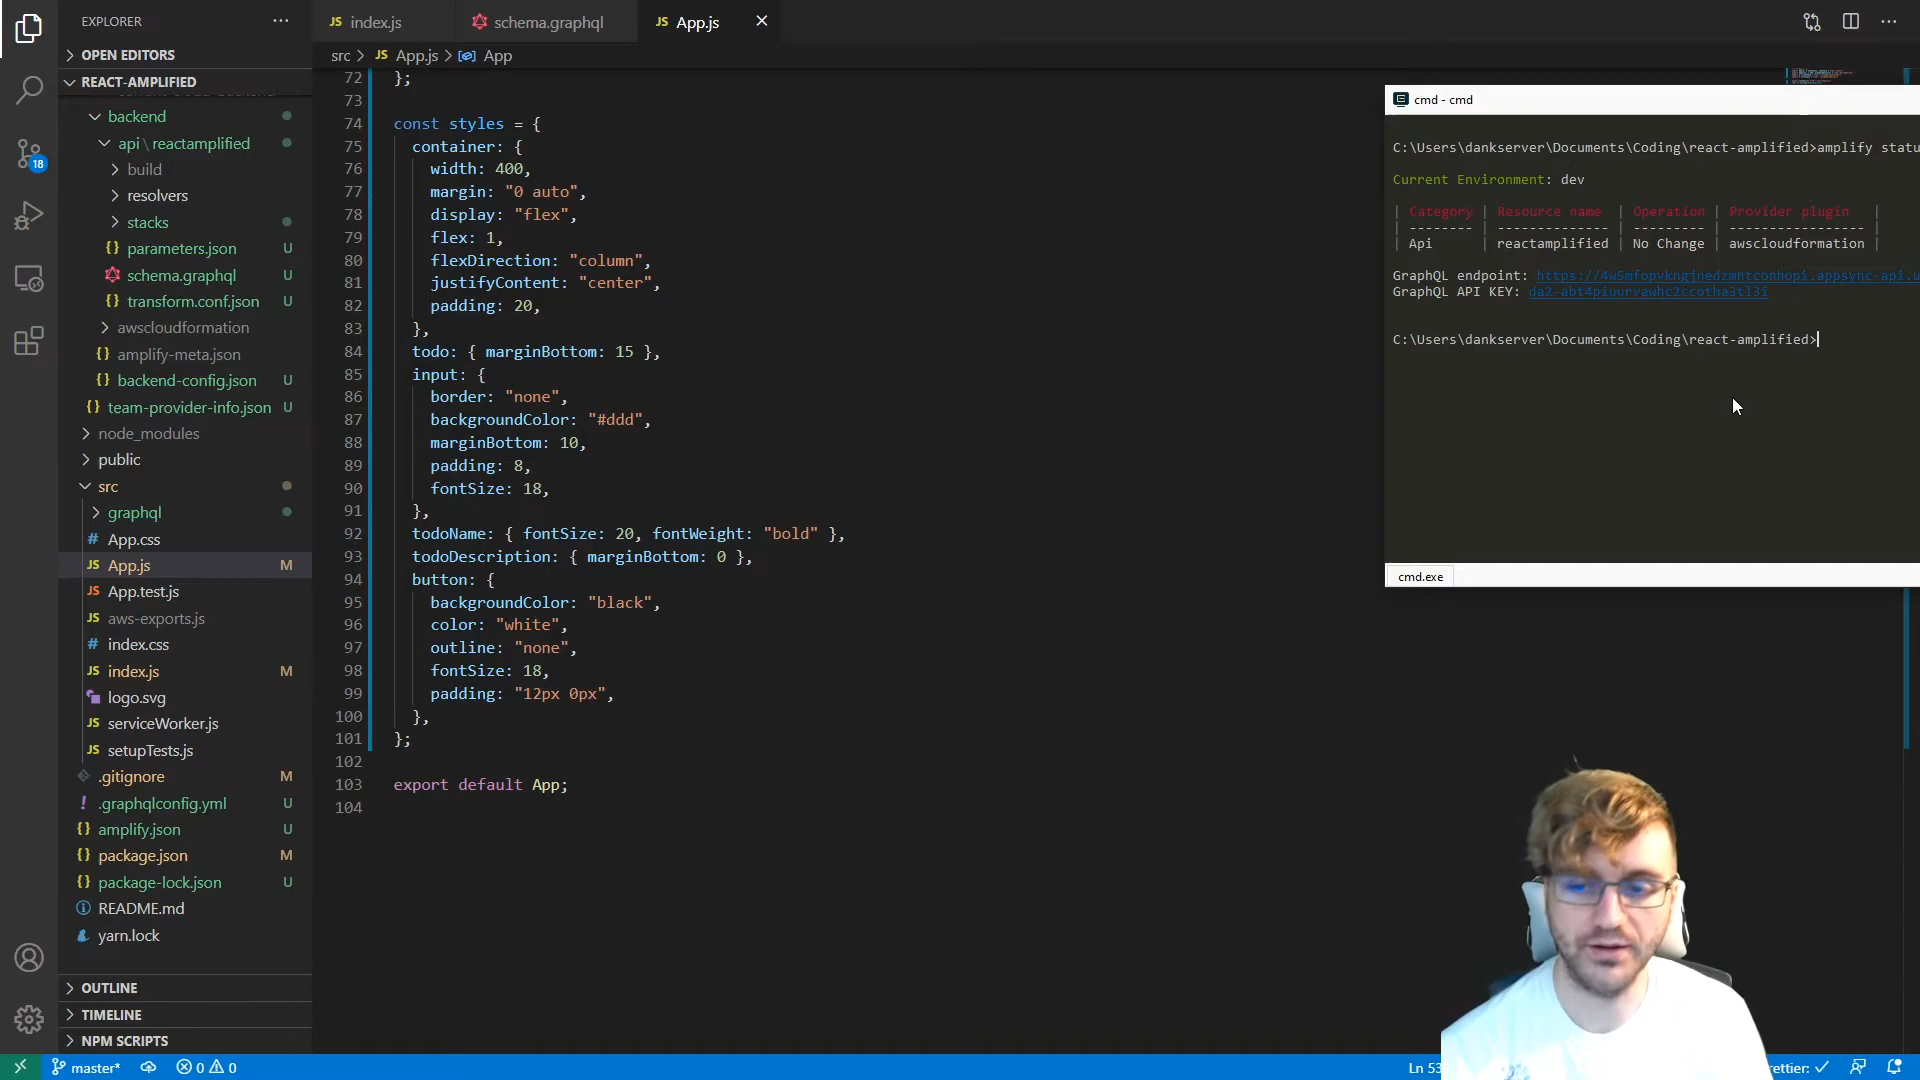 EXPLORER
OPEN EDITORS
REACT-AMPLIFIED
backend
api \ reactamplified
build
resolvers
stacks
{} parameters.json U
schema.graphql U
{} transform.conf.json U
awscloudformation
{} amplify-meta.json
{} backend-config.json U
{} team-provider-info.json U
node_modules
public
src
graphql
# App.css
JS App.js M
JS App.test.js
JS aws-exports.js
# index.css
JS index.js M
logo.svg
JS serviceWorker.js
JS setupTests.js
.gitignore M
! .graphqlconfig.yml U
{} amplify.json U
{} package.json M
{} package-lock.json U
README.md
yarn.lock
OUTLINE
TIMELINE
NPM SCRIPTS
18
JS index.js
schema.graphql
JS App.js
src > JS App.js > App
72 };
73
74 const styles = {
75 container: {
76 width: 400,
77 margin: "0 auto",
78 display: "flex",
79 flex: 1,
80 flexDirection: "column",
81 justifyContent: "center",
82 padding: 20,
83 },
84 todo: { marginBottom: 15 },
85 input: {
86 border: "none",
87 backgroundColor: "#ddd",
88 marginBottom: 10,
89 padding: 8,
90 fontSize: 18,
91 },
92 todoName: { fontSize: 20, fontWeight: "bold" },
93 todoDescription: { marginBottom: 0 },
94 button: {
95 backgroundColor: "black",
96 color: "white",
97 outline: "none",
98 fontSize: 18,
99 padding: "12px 0px",
100 },
101 };
102
103 export default App;
104
cmd - cmd
C:\Users\dankserver\Documents\Coding\react-amplified>amplify statu
Current Environment: dev
| Category | Resource name | Operation | Provider plugin |
| -------- | -------------- | --------- | ----------------- |
| Api | reactamplified | No Change | awscloudformation |
GraphQL endpoint: https://4w5mfopvkngjnedzmntconhopi.appsync-api.u
GraphQL API KEY: da2-abt4piuurvawhc2ccotha3tl3i
C:\Users\dankserver\Documents\Coding\react-amplified>
cmd.exe
master* 0 0
Ln 53
ettier: ✓